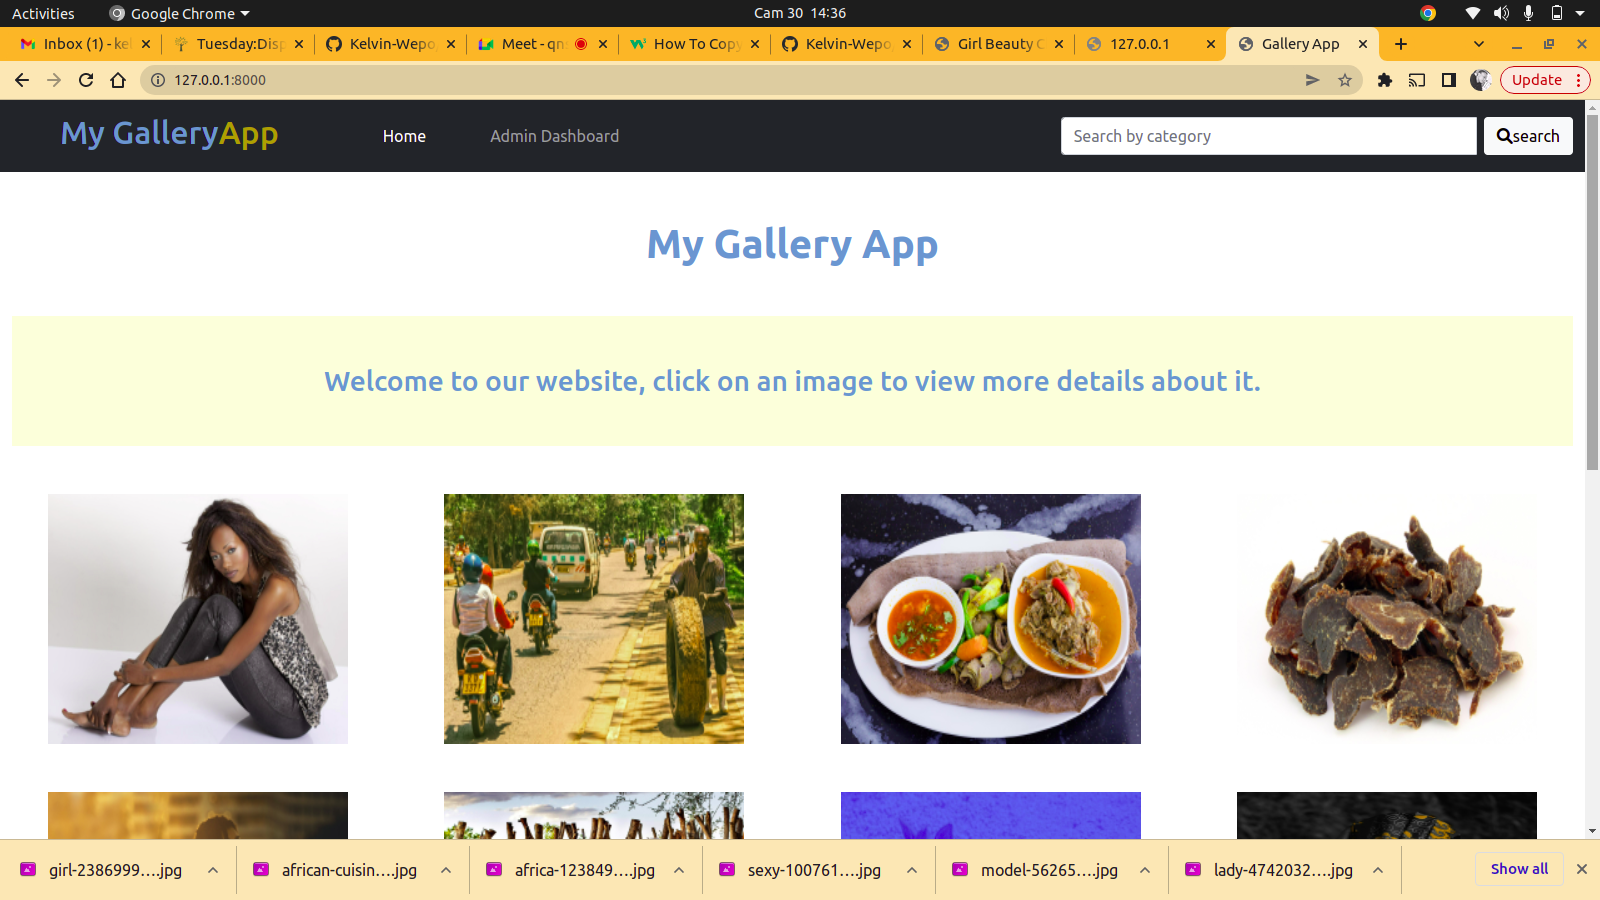 Activities Google Chrome Cam 30 14:36
Inbox (1) - kel Tuesday:Disp Kelvin-Wepo Meet - qns How To Copy Kelvin-Wepo Girl Beauty C 127.0.0.1 Gallery App
127.0.0.1:8000 Update
My GalleryApp Home Admin Dashboard Search by category search
My Gallery App
Welcome to our website, click on an image to view more details about it.
girl-2386999....jpg african-cuisin....jpg africa-123849....jpg sexy-100761....jpg model-56265....jpg lady-4742032....jpg Show all